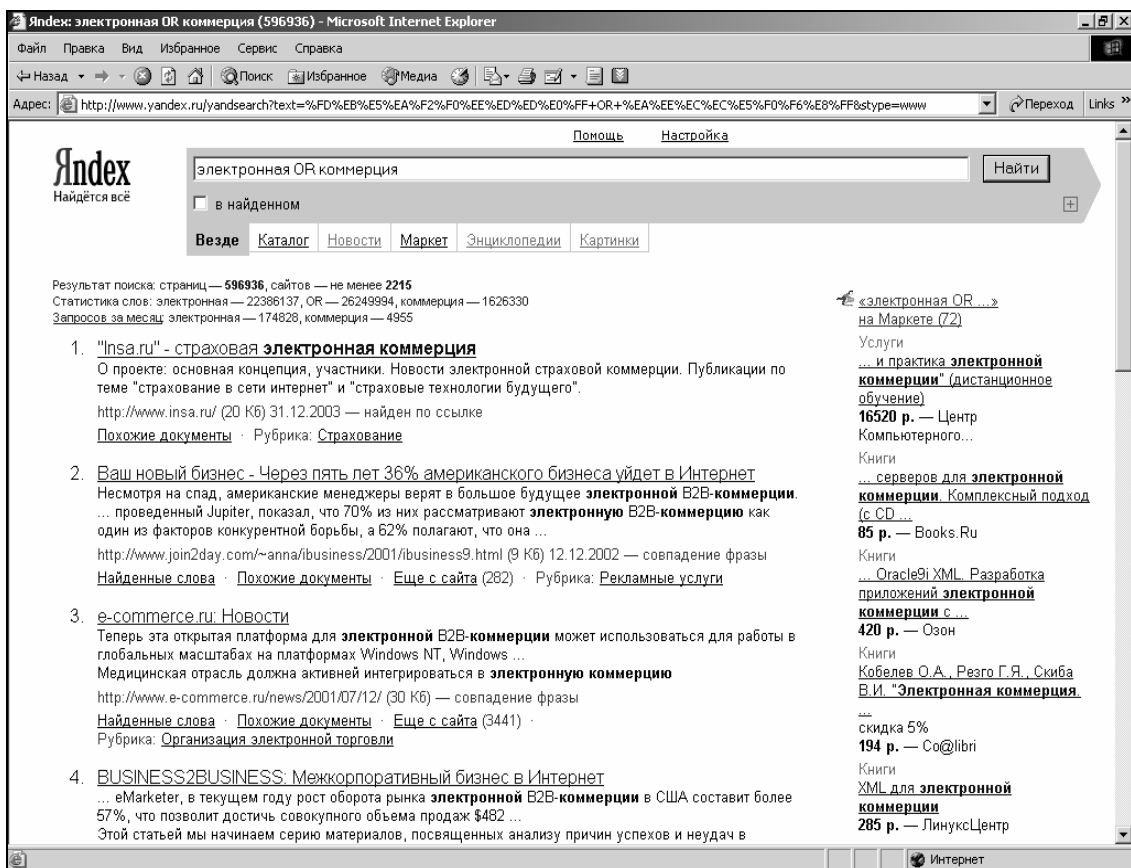 Яndex: электронная OR коммерция (596936) - Microsoft Internet Explorer
Файл Правка Вид Избранное Сервис Справка
Назад Поиск Избранное Медиа
Адрес: http://www.yandex.ru/yandsearch?text=%FD%EB%E5%EA%F2%F0%EE%ED%ED%E0%FF+OR+%EA%EE%EC%EC%E5%F0%F6%E8%FF&stype=www Переход Links »
Помощь Настройка
Яndex
Найдётся всё
электронная OR коммерция Найти
в найденном
Везде Каталог Новости Маркет Энциклопедии Картинки
Результат поиска: страниц — 596936, сайтов — не менее 2215
Статистика слов: электронная — 22386137, OR — 26249994, коммерция — 1626330
Запросов за месяц: электронная — 174828, коммерция — 4955
1. "Insa.ru" - страховая электронная коммерция
О проекте: основная концепция, участники. Новости электронной страховой коммерции. Публикации по
теме "страхование в сети интернет" и "страховые технологии будущего".
http://www.insa.ru/ (20 Кб) 31.12.2003 — найден по ссылке
Похожие документы · Рубрика: Страхование
2. Ваш новый бизнес - Через пять лет 36% американского бизнеса уйдет в Интернет
Несмотря на спад, американские менеджеры верят в большое будущее электронной B2B-коммерции.
... проведенный Jupiter, показал, что 70% из них рассматривают электронную B2B-коммерцию как
один из факторов конкурентной борьбы, а 62% полагают, что она ...
http://www.join2day.com/~anna/ibusiness/2001/ibusiness9.html (9 Кб) 12.12.2002 — совпадение фразы
Найденные слова · Похожие документы · Еще с сайта (282) · Рубрика: Рекламные услуги
3. e-commerce.ru: Новости
Теперь эта открытая платформа для электронной B2B-коммерции может использоваться для работы в
глобальных масштабах на платформах Windows NT, Windows ...
Медицинская отрасль должна активней интегрироваться в электронную коммерцию
http://www.e-commerce.ru/news/2001/07/12/ (30 Кб) — совпадение фразы
Найденные слова · Похожие документы · Еще с сайта (3441) ·
Рубрика: Организация электронной торговли
4. BUSINESS2BUSINESS: Межкорпоративный бизнес в Интернет
... eMarketer, в текущем году рост оборота рынка электронной B2B-коммерции в США составит более
57%, что позволит достичь совокупного объема продаж $482 ...
Этой статьей мы начинаем серию материалов, посвященных анализу причин успехов и неудач в
«электронная OR ...»
на Маркете (72)
Услуги
... и практика электронной
коммерции" (дистанционное
обучение)
16520 р. — Центр
Компьютерного...
Книги
... серверов для электронной
коммерции. Комплексный подход
(с CD ...
85 р. — Books.Ru
Книги
... Oracle9i XML. Разработка
приложений электронной
коммерции с ...
420 р. — Озон
Книги
Кобелев О.А., Резго Г.Я., Скиба
В.И. "Электронная коммерция.
...
скидка 5%
194 р. — Co@libri
Книги
XML для электронной
коммерции
285 р. — ЛинуксЦентр
Интернет